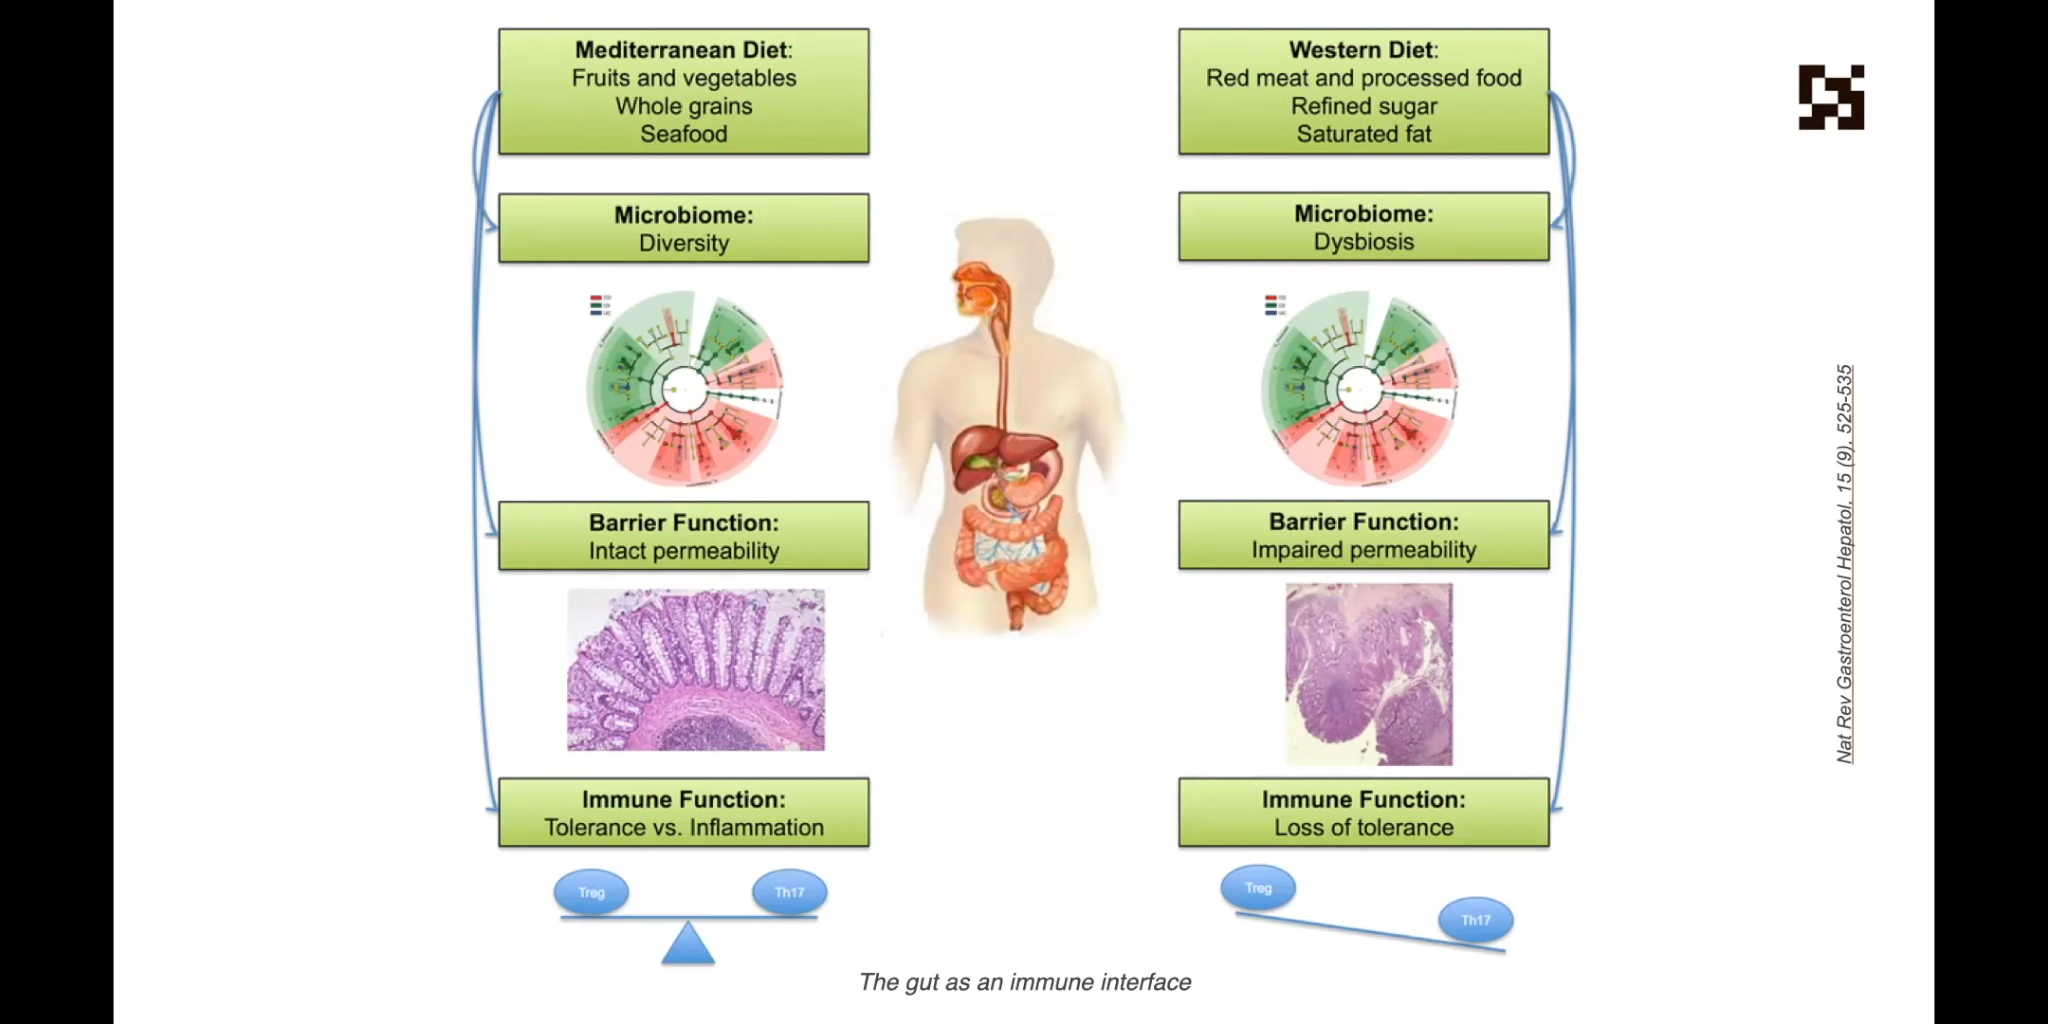 Mediterranean Diet:
Fruits and vegetables
Whole grains
Seafood
Microbiome:
Diversity
Barrier Function:
Intact permeability
Immune Function:
Tolerance vs. Inflammation
Treg
Th17
Western Diet:
Red meat and processed food
Refined sugar
Saturated fat
Microbiome:
Dysbiosis
Barrier Function:
Impaired permeability
Immune Function:
Loss of tolerance
Treg
Th17
The gut as an immune interface
Nat Rev Gastroenterol Hepatol. 15 (9), 525-535